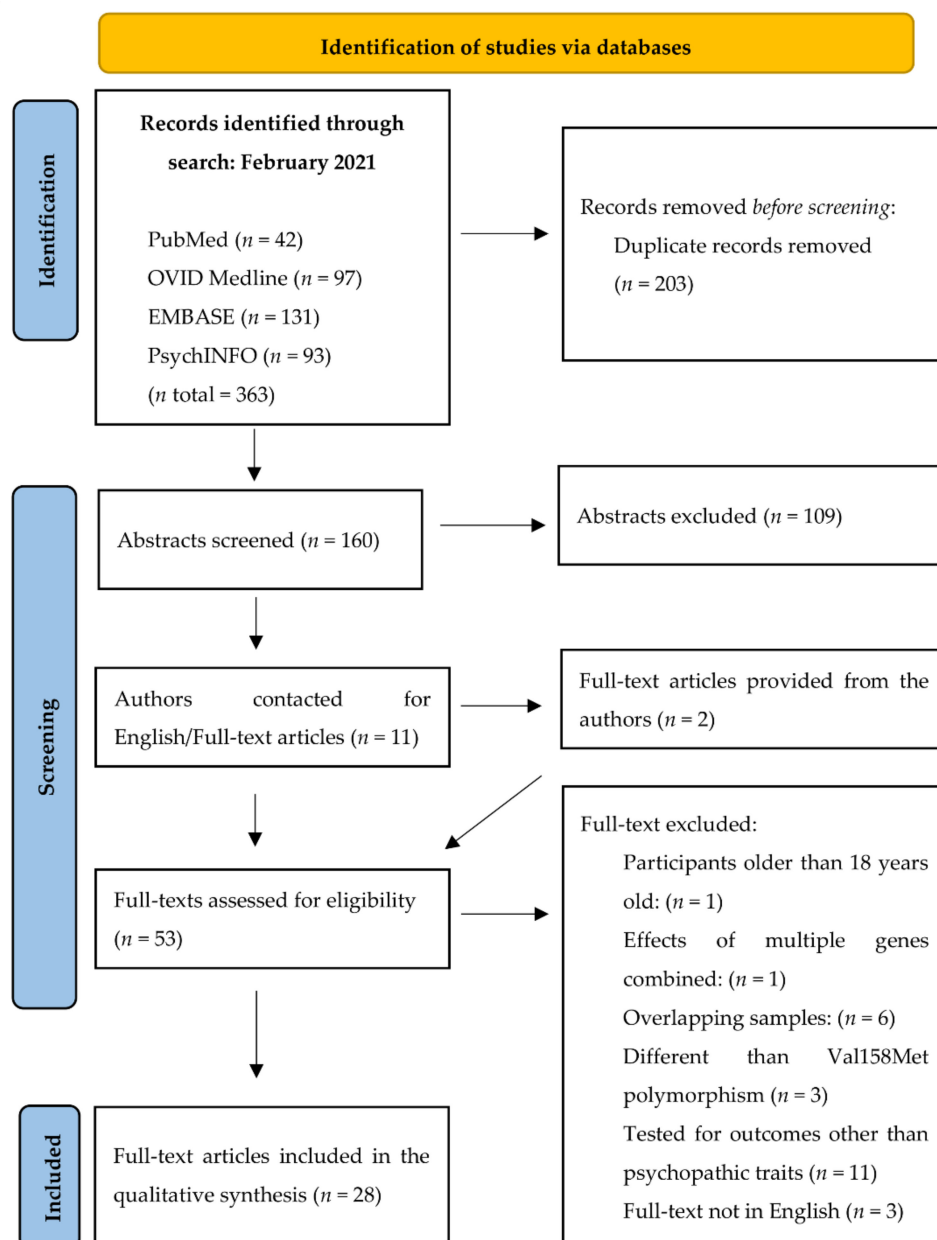 Identification of studies via databases
Identification
Records identified through
search: February 2021
PubMed (n = 42)
OVID Medline (n = 97)
EMBASE (n = 131)
PsychINFO (n = 93)
(n total = 363)
Records removed before screening:
Duplicate records removed
(n = 203)
Screening
Abstracts screened (n = 160)
Abstracts excluded (n = 109)
Authors contacted for
English/Full-text articles (n = 11)
Full-text articles provided from the
authors (n = 2)
Full-texts assessed for eligibility
(n = 53)
Full-text excluded:
Participants older than 18 years
old: (n = 1)
Effects of multiple genes
combined: (n = 1)
Overlapping samples: (n = 6)
Different than Val158Met
polymorphism (n = 3)
Tested for outcomes other than
psychopathic traits (n = 11)
Full-text not in English (n = 3)
Included
Full-text articles included in the
qualitative synthesis (n = 28)